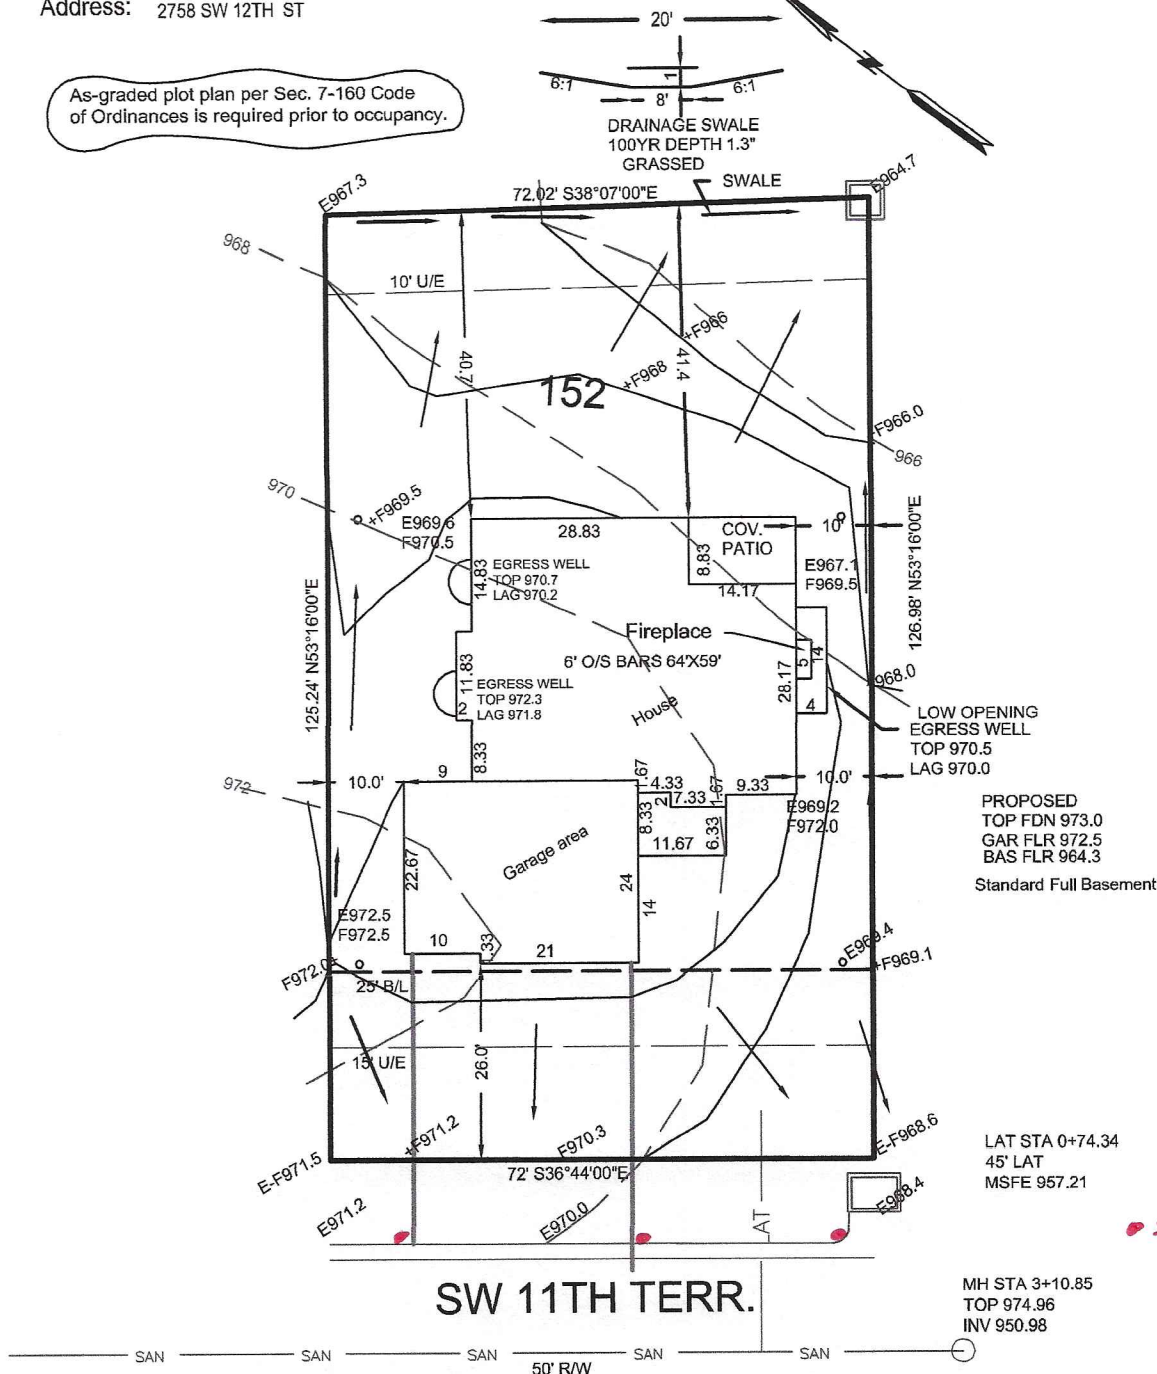 Address: 2758 SW 12TH ST
20'
As-graded plot plan per Sec. 7-160 Code
of Ordinances is required prior to occupancy.
6:1
1
6:1
8'
DRAINAGE SWALE
100YR DEPTH 1.3"
GRASSED
SWALE
E967.3
72.02' S38°07'00"E
E964.7
968
10' U/E
+F966
40.7
41.4
+F968
152
F966.0
966
970
+F969.5
E969.6
F970.5
28.83
COV.
PATIO
10'
8.83
14.17
E967.1
F969.5
14.83
EGRESS WELL
TOP 970.7
LAG 970.2
125.24' N53°16'00"E
126.98' N53°16'00"E
Fireplace
6' O/S BARS 64'X59'
5
14
28.17
4
11.83
2
EGRESS WELL
TOP 972.3
LAG 971.8
House
968.0
LOW OPENING
EGRESS WELL
TOP 970.5
LAG 970.0
8.33
972
10.0'
9
1.67
4.33
2
7.33
1.67
9.33
10.0'
E969.2
F972.0
PROPOSED
TOP FDN 973.0
GAR FLR 972.5
BAS FLR 964.3
Standard Full Basement
8.33
6.33
11.67
Garage area
22.67
24
14
E972.5
F972.5
10
1.33
21
E969.4
+F969.1
F972.0
25' B/L
15' U/E
26.0'
+F971.2
F970.3
E-F968.6
E-F971.5
72' S36°44'00"E
LAT STA 0+74.34
45' LAT
MSFE 957.21
E971.2
E970.0
E968.4
LAT
SW 11TH TERR.
MH STA 3+10.85
TOP 974.96
INV 950.98
SAN SAN SAN SAN SAN
50' R/W